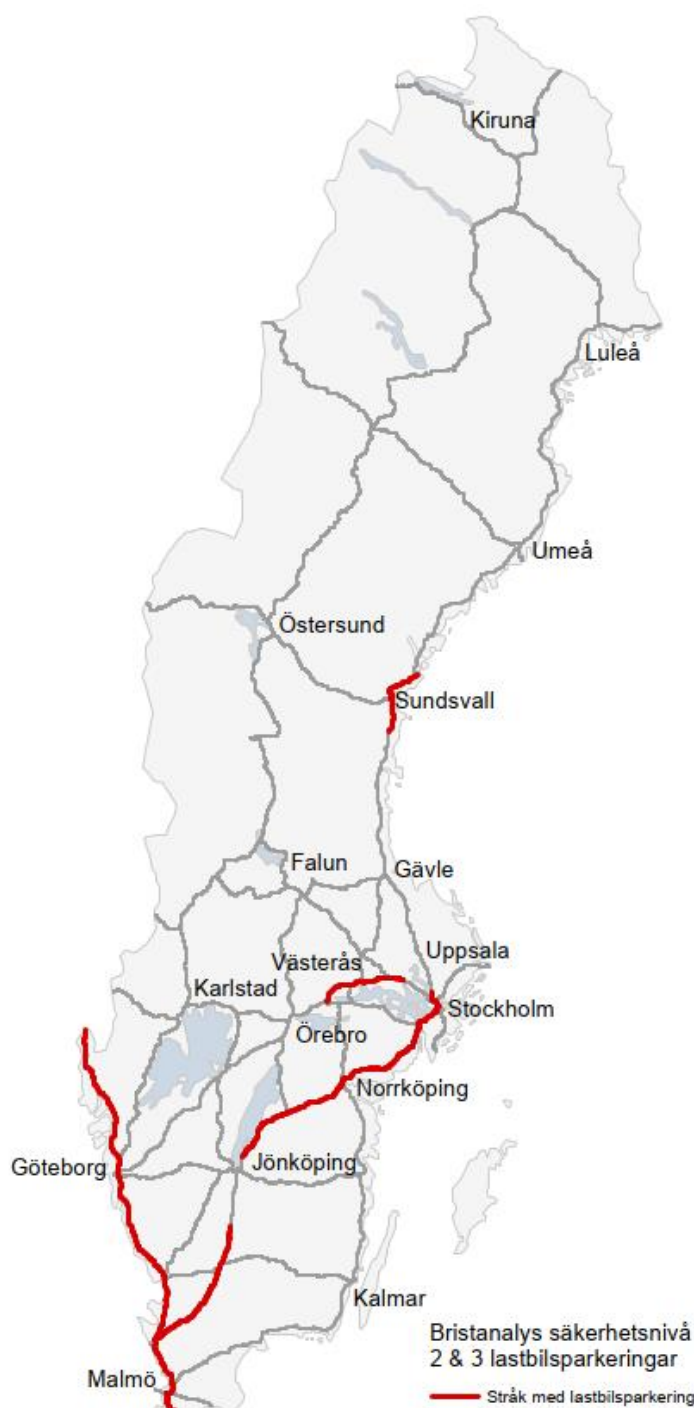 Kiruna
Luleå
Umeå
Östersund
Sundsvall
Falun
Gävle
Västerås
Uppsala
Karlstad
Stockholm
Örebro
Norrköping
Göteborg
Jönköping
Kalmar
Malmö
Bristanalys säkerhetsnivå
2 & 3 lastbilsparkeringar
Stråk med lastbilsparkering